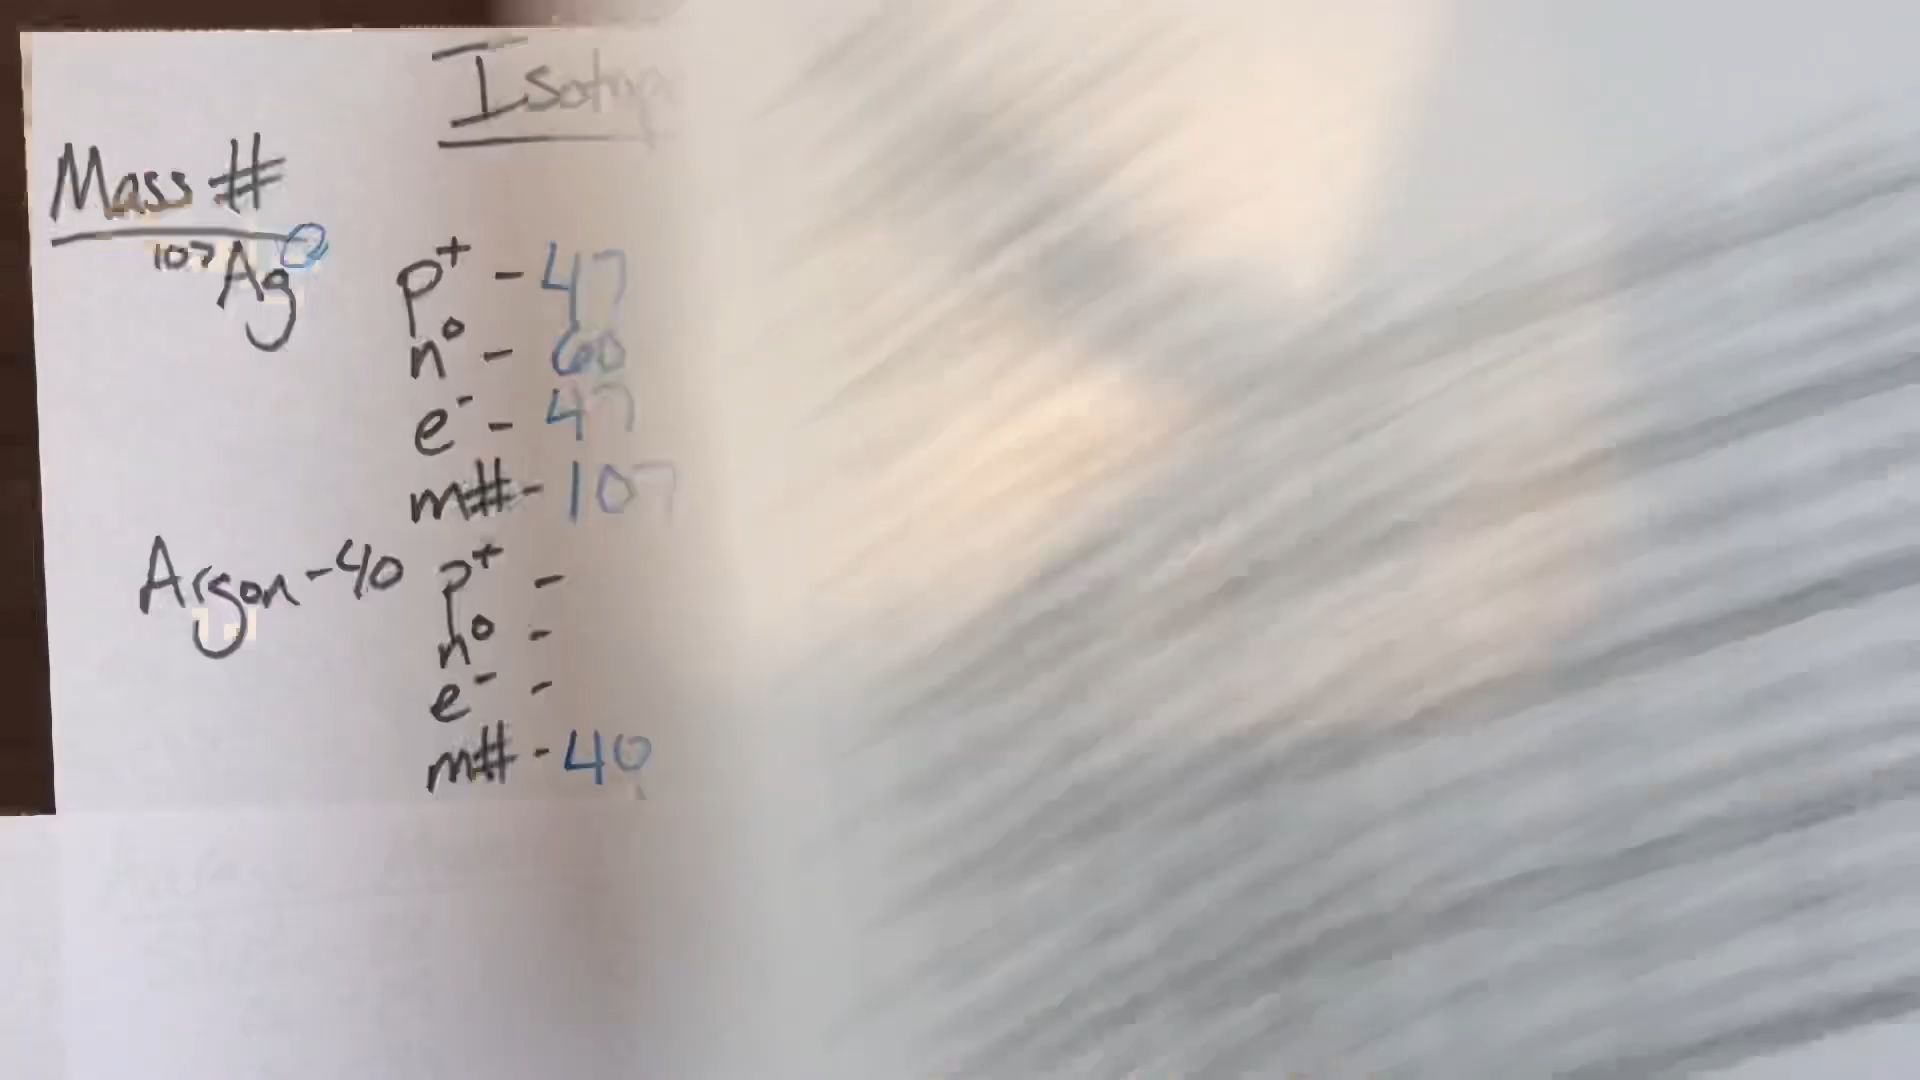 Isotop
Mass #
107Ag
p+ - 47
n° - 60
e- - 47
m# - 107
Argon-40
p+ -
n° -
e- -
m# - 40